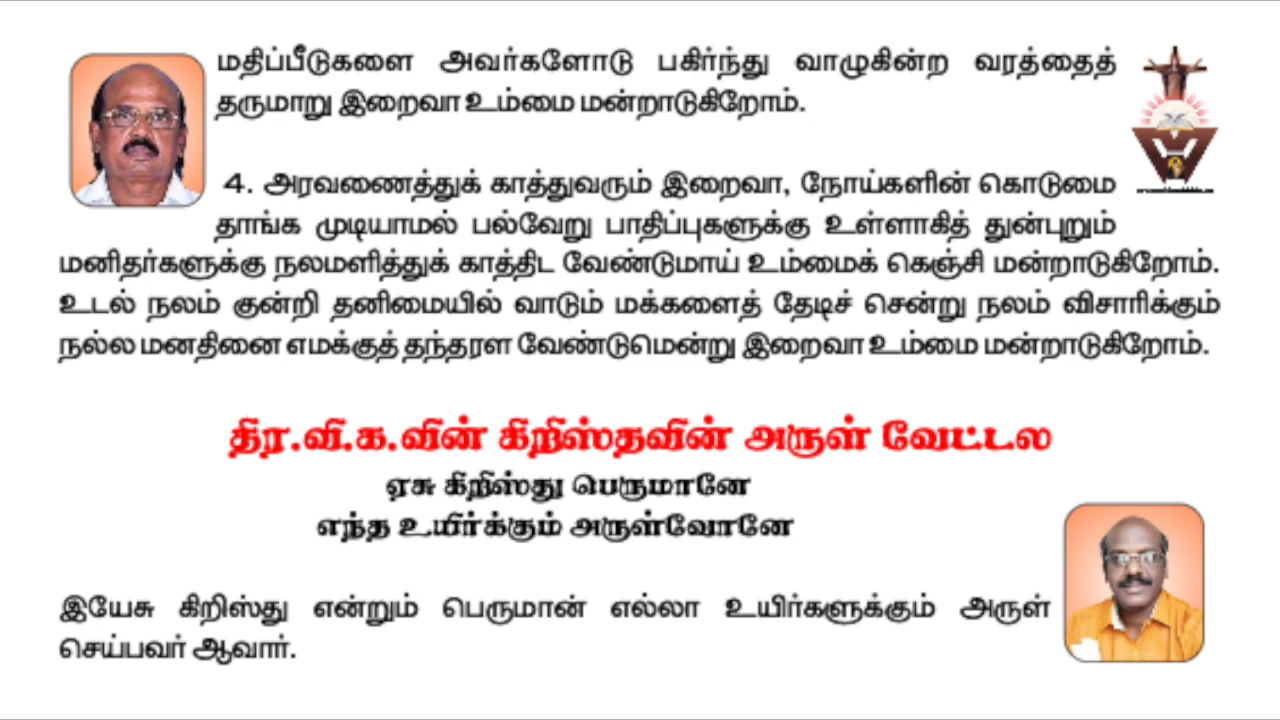 மதிப்பீடுகளை அவர்களோடு பகிர்ந்து வாழுகின்ற வரத்தைத்
தருமாறு இறைவா உம்மை மன்றாடுகிறோம்.
4. அரவணைத்துக் காத்துவரும் இறைவா, நோய்களின் கொடுமை
தாங்க முடியாமல் பல்வேறு பாதிப்புகளுக்கு உள்ளாகித் துன்புறும்
மனிதர்களுக்கு நலமளித்துக் காத்திட வேண்டுமாய் உம்மைக் கெஞ்சி மன்றாடுகிறோம்.
உடல் நலம் குன்றி தனிமையில் வாடும் மக்களைத் தேடிச் சென்று நலம் விசாரிக்கும்
நல்ல மனதினை எமக்குத் தந்தரள வேண்டுமென்று இறைவா உம்மை மன்றாடுகிறோம்.
திர.வி.க.வின் கிறிஸ்தவின் அருள் வேட்டல
ஏசு கிறிஸ்து பெருமானே
எந்த உயிர்க்கும் அருள்வோனே
இயேசு கிறிஸ்து என்றும் பெருமான் எல்லா உயிர்களுக்கும் அருள்
செய்பவர் ஆவார்.